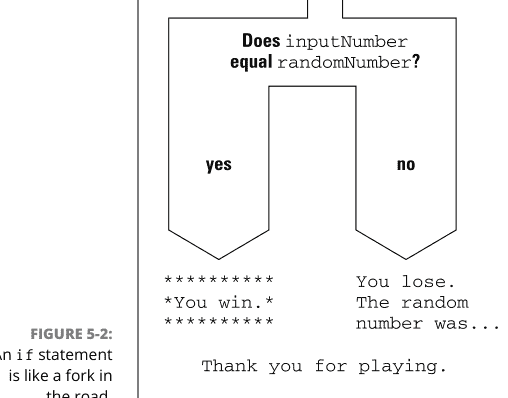 Does inputNumber
equal randomNumber?
yes
no
**********
*You win.*
**********
You lose.
The random
number was...
Thank you for playing.
FIGURE 5-2:
An if statement
is like a fork in
the road.